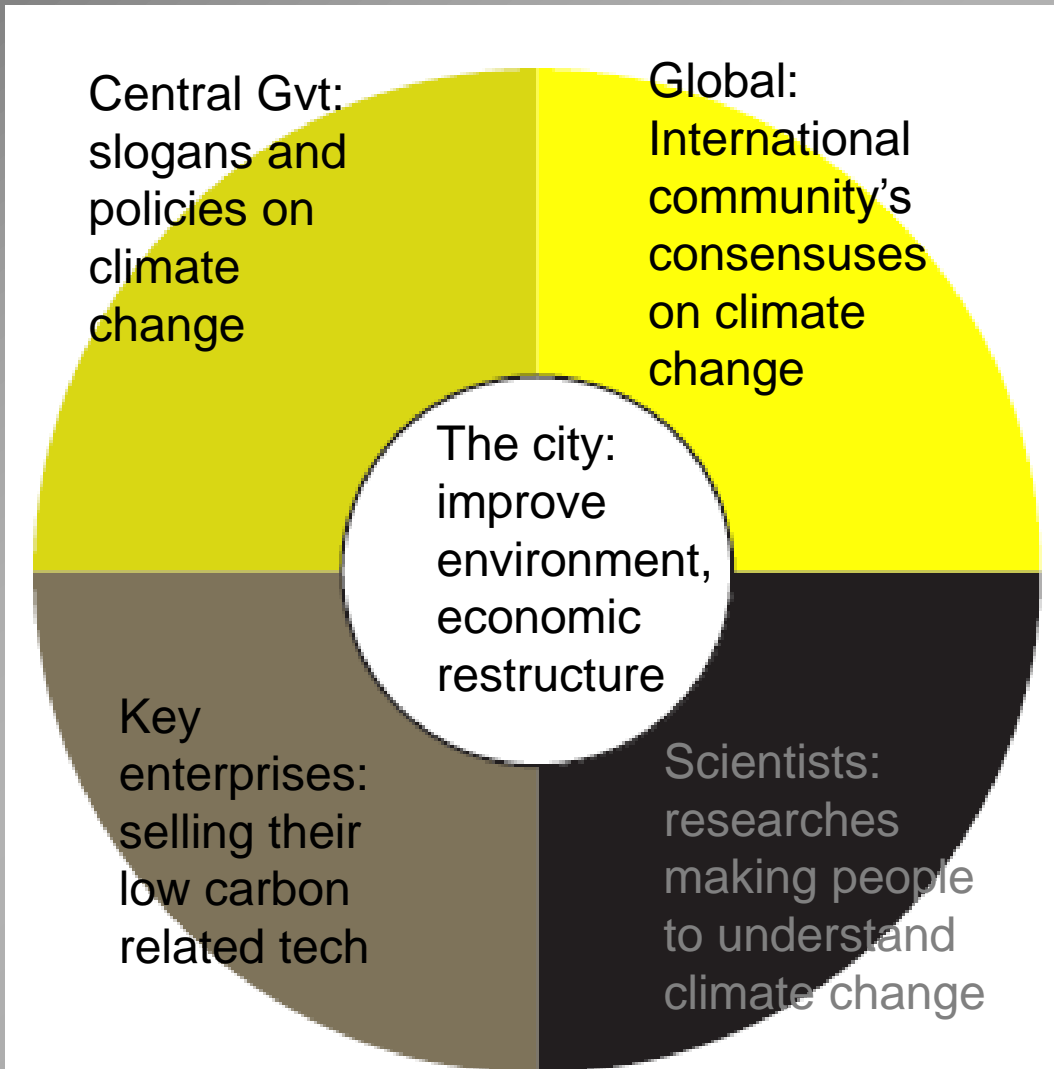 Central Gvt:
slogans and
policies on
climate
change
Global:
International
community’s
consensuses
on climate
change
The city:
improve
environment,
economic
restructure
Key
enterprises:
selling their
low carbon
related tech
Scientists:
researches
making people
to understand
climate change